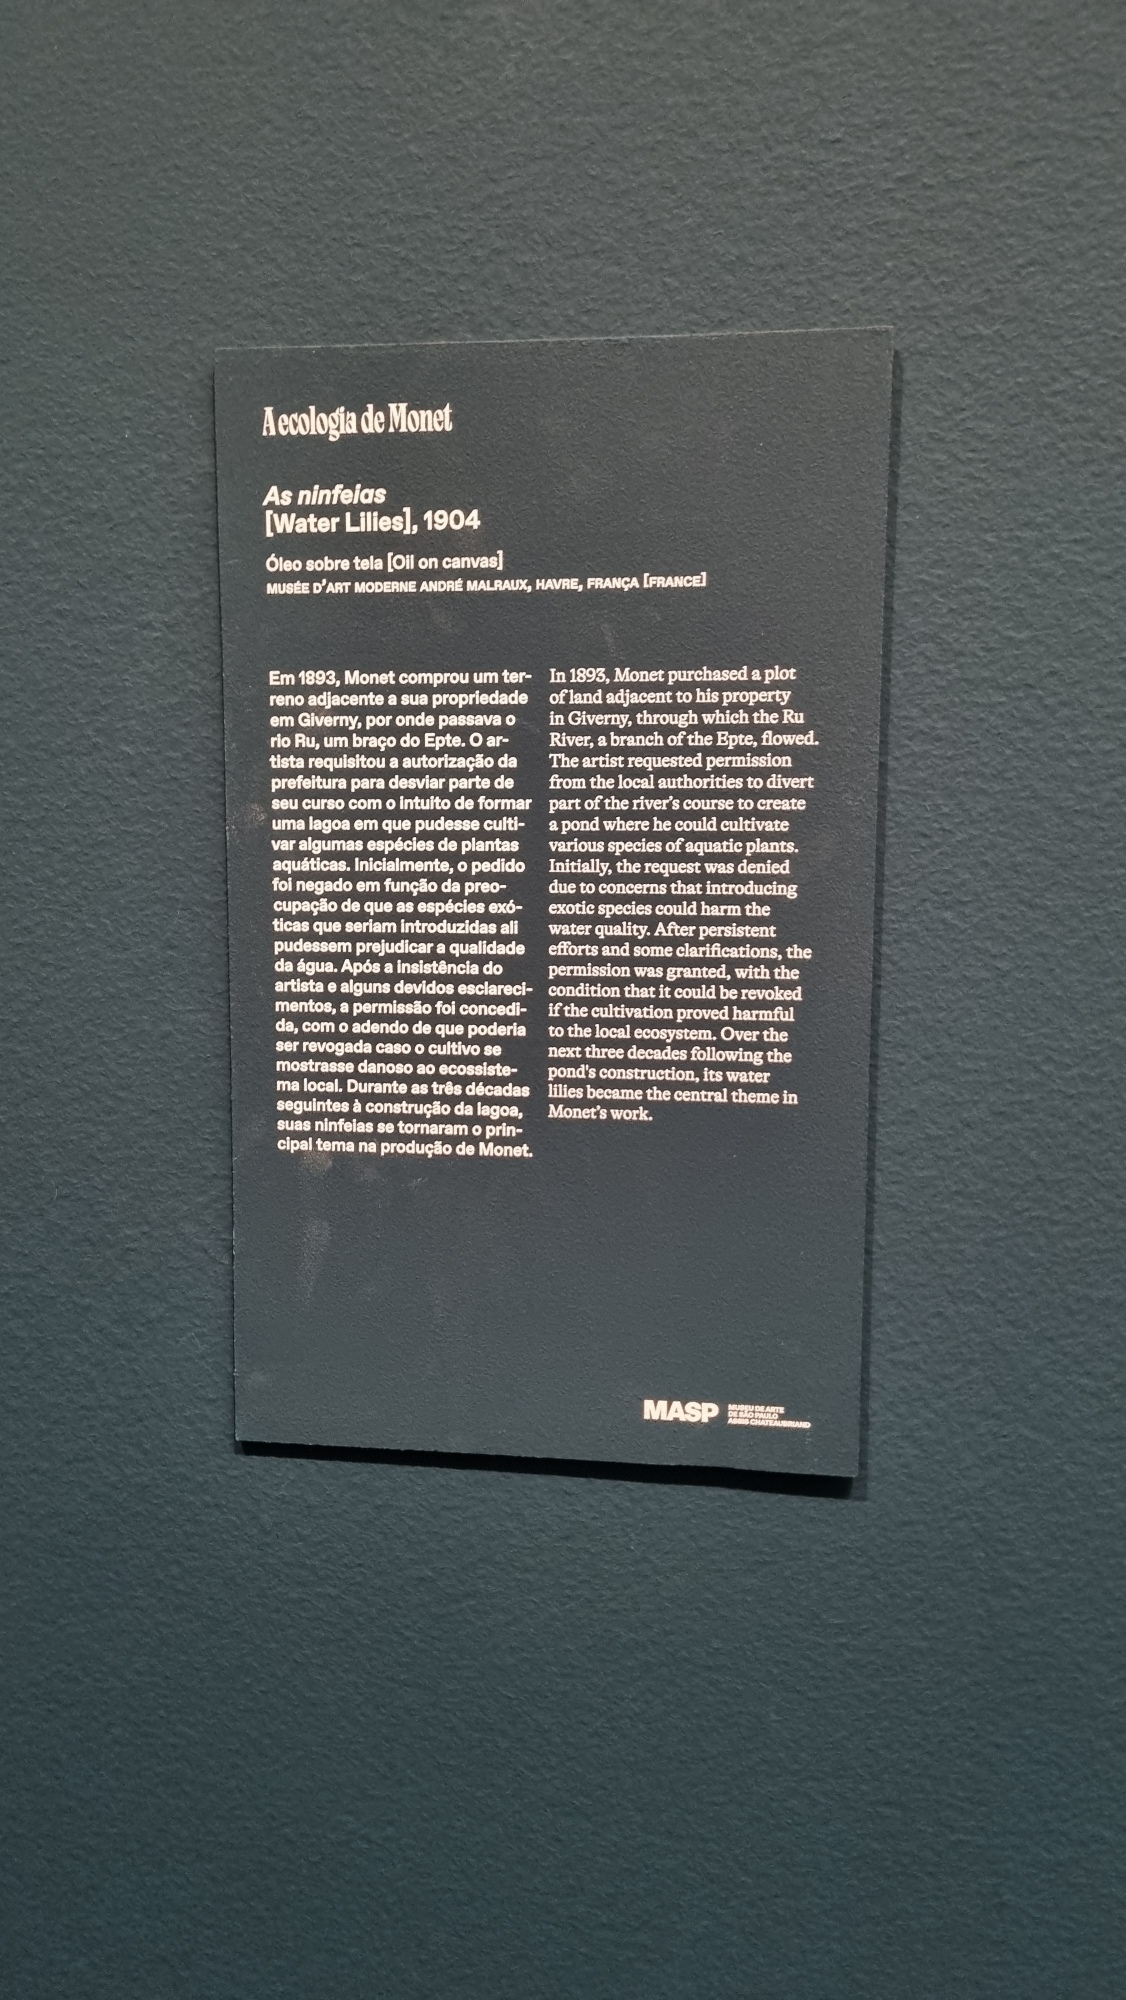 A ecologia de Monet
As ninfeias
[Water Lilies], 1904
Óleo sobre tela [Oil on canvas]
MUSÉE D'ART MODERNE ANDRÉ MALRAUX, HAVRE, FRANÇA [FRANCE]
Em 1893, Monet comprou um ter-
reno adjacente a sua propriedade
em Giverny, por onde passava o
rio Ru, um braço do Epte. O ar-
tista requisitou a autorização da
prefeitura para desviar parte de
seu curso com o intuito de formar
uma lagoa em que pudesse culti-
var algumas espécies de plantas
aquáticas. Inicialmente, o pedido
foi negado em função da preo-
cupação de que as espécies exó-
ticas que seriam introduzidas ali
pudessem prejudicar a qualidade
da água. Após a insistência do
artista e alguns devidos esclareci-
mentos, a permissão foi concedi-
da, com o adendo de que poderia
ser revogada caso o cultivo se
mostrasse danoso ao ecossiste-
ma local. Durante as três décadas
seguintes à construção da lagoa,
suas ninfeias se tornaram o prin-
cipal tema na produção de Monet.
In 1893, Monet purchased a plot
of land adjacent to his property
in Giverny, through which the Ru
River, a branch of the Epte, flowed.
The artist requested permission
from the local authorities to divert
part of the river's course to create
a pond where he could cultivate
various species of aquatic plants.
Initially, the request was denied
due to concerns that introducing
exotic species could harm the
water quality. After persistent
efforts and some clarifications, the
permission was granted, with the
condition that it could be revoked
if the cultivation proved harmful
to the local ecosystem. Over the
next three decades following the
pond's construction, its water
lilies became the central theme in
Monet's work.
MASP
MUSEU DE ARTE
DE SÃO PAULO
ASSIS CHATEAUBRIAND